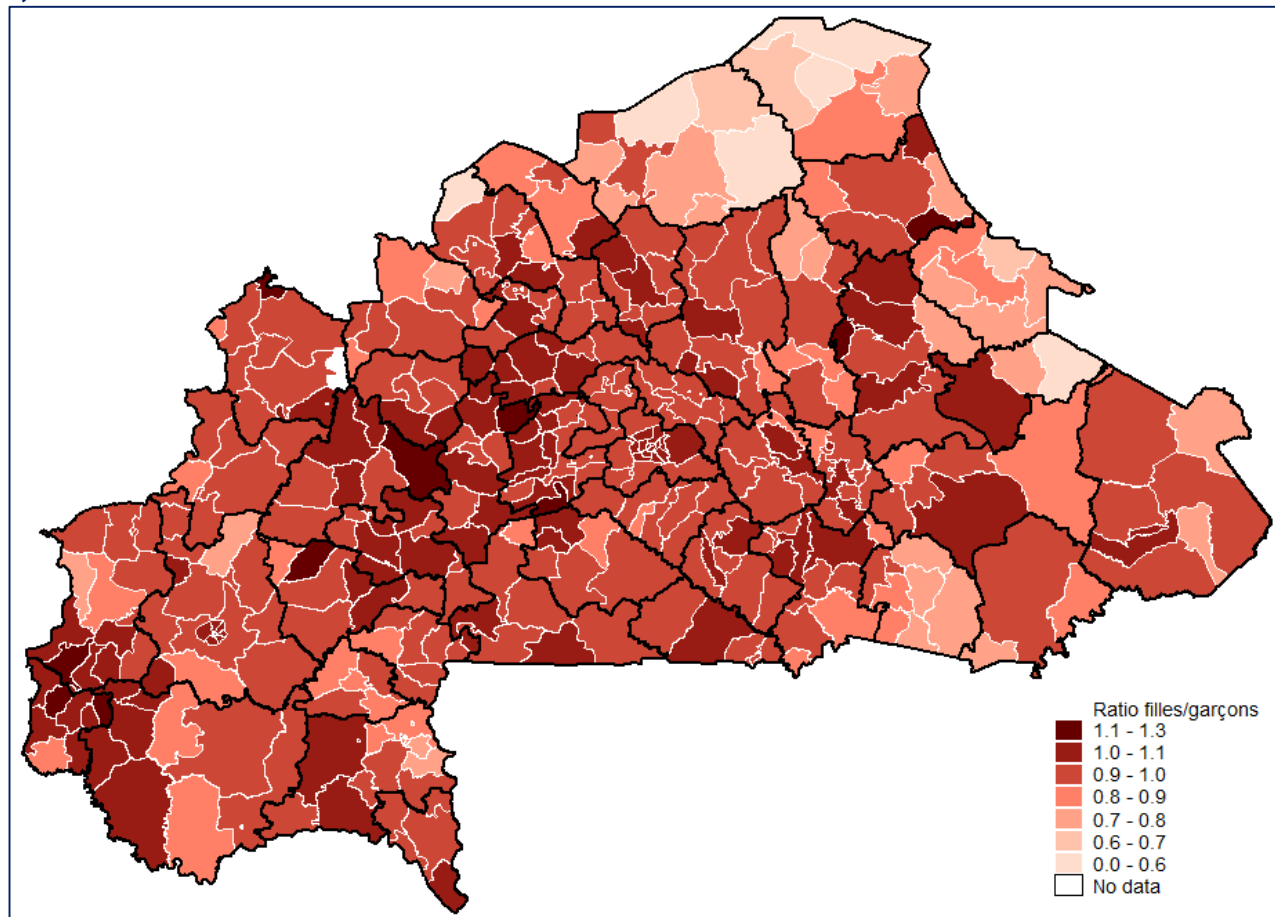 Ratio filles/garçons
1.1 - 1.3
1.0 - 1.1
0.9 - 1.0
0.8 - 0.9
0.7 - 0.8
0.6 - 0.7
0.0 - 0.6
No data